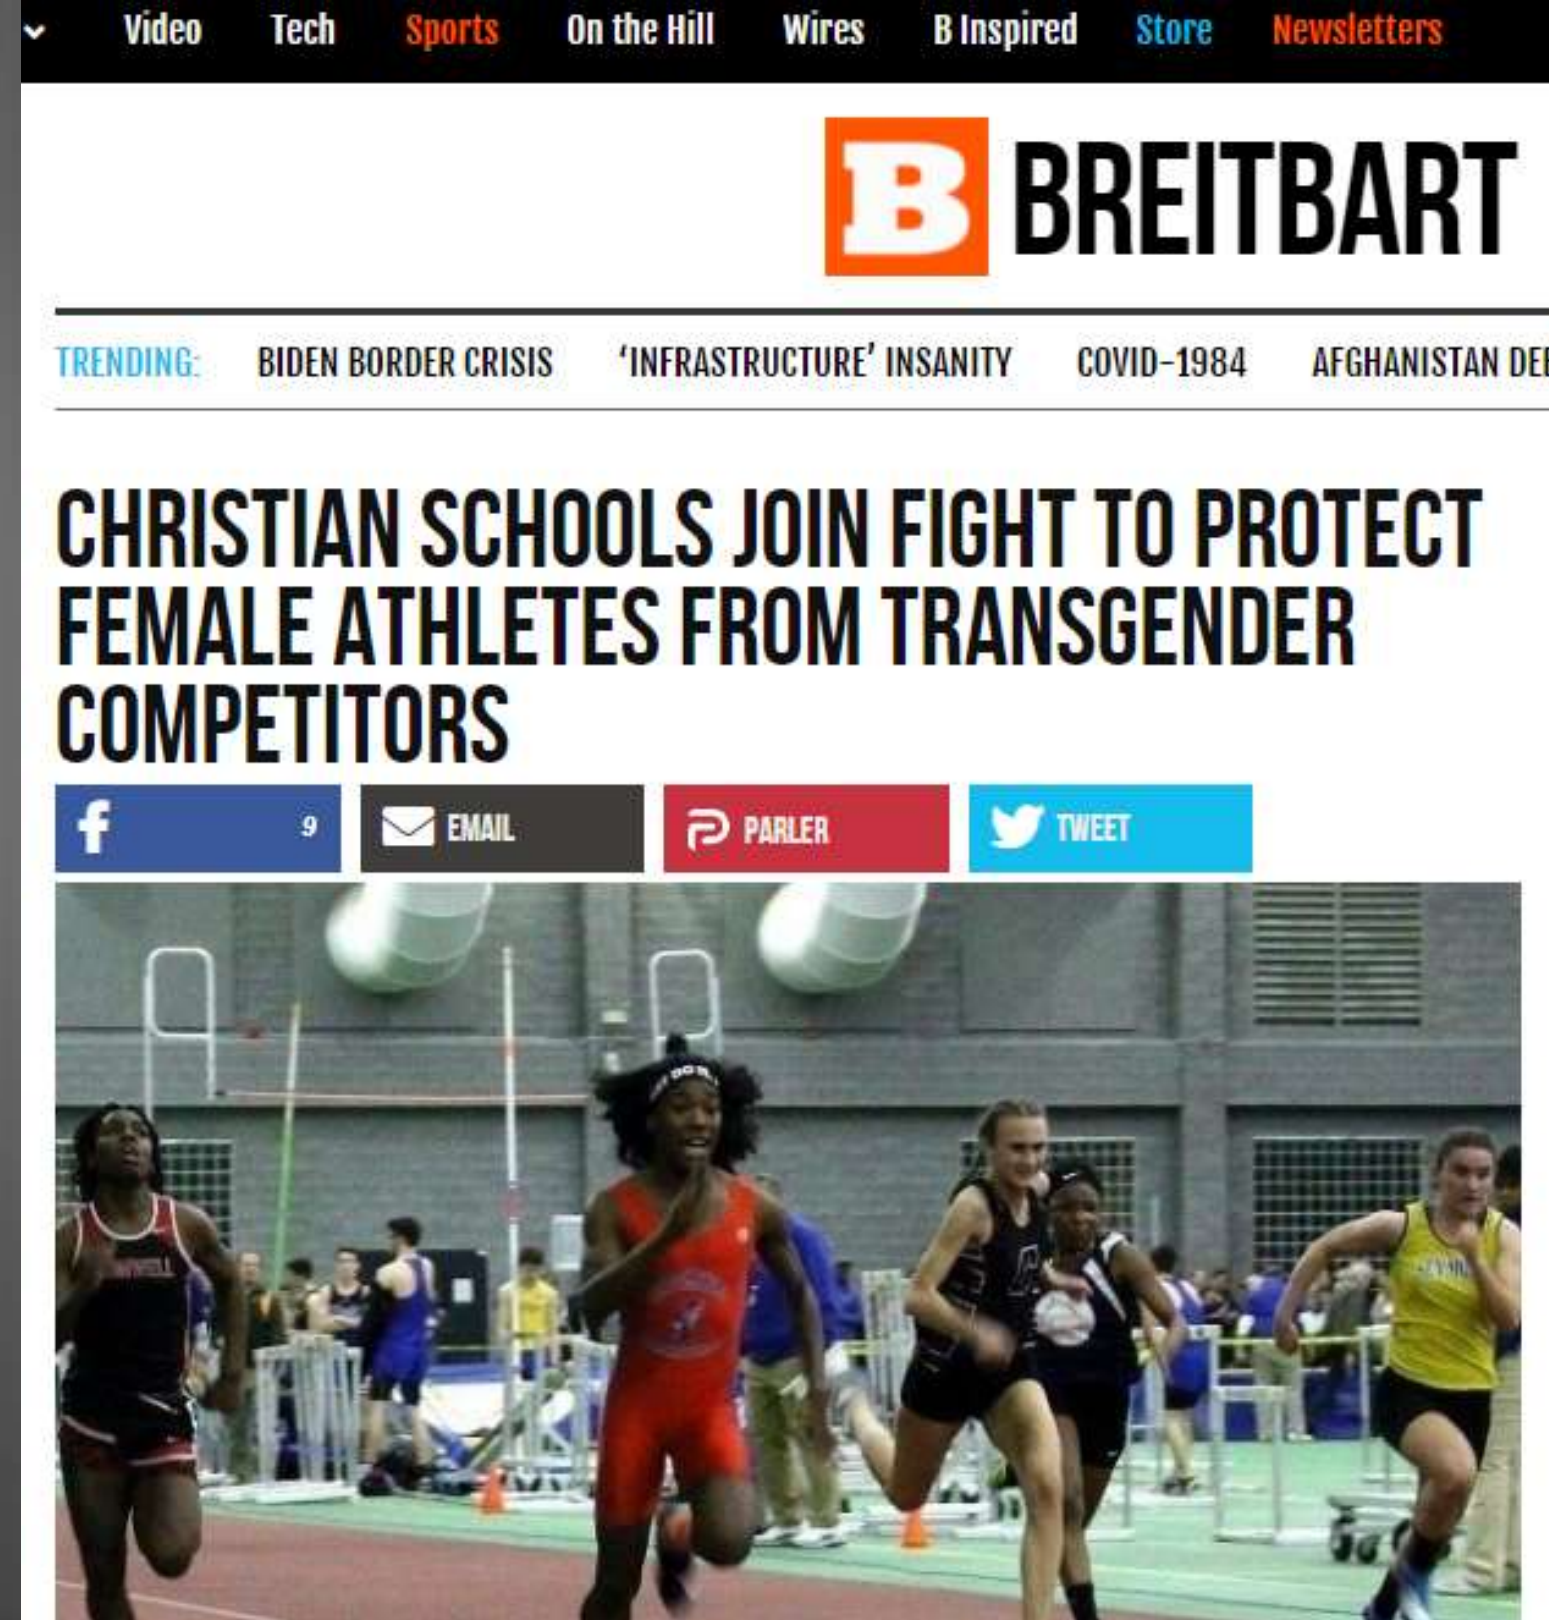 Video Tech Sports On the Hill Wires B Inspired Store Newsletters
B BREITBART
TRENDING: BIDEN BORDER CRISIS ‘INFRASTRUCTURE’ INSANITY COVID-1984 AFGHANISTAN
CHRISTIAN SCHOOLS JOIN FIGHT TO PROTECT
FEMALE ATHLETES FROM TRANSGENDER
COMPETITORS
f 9 EMAIL PARLER TWEET